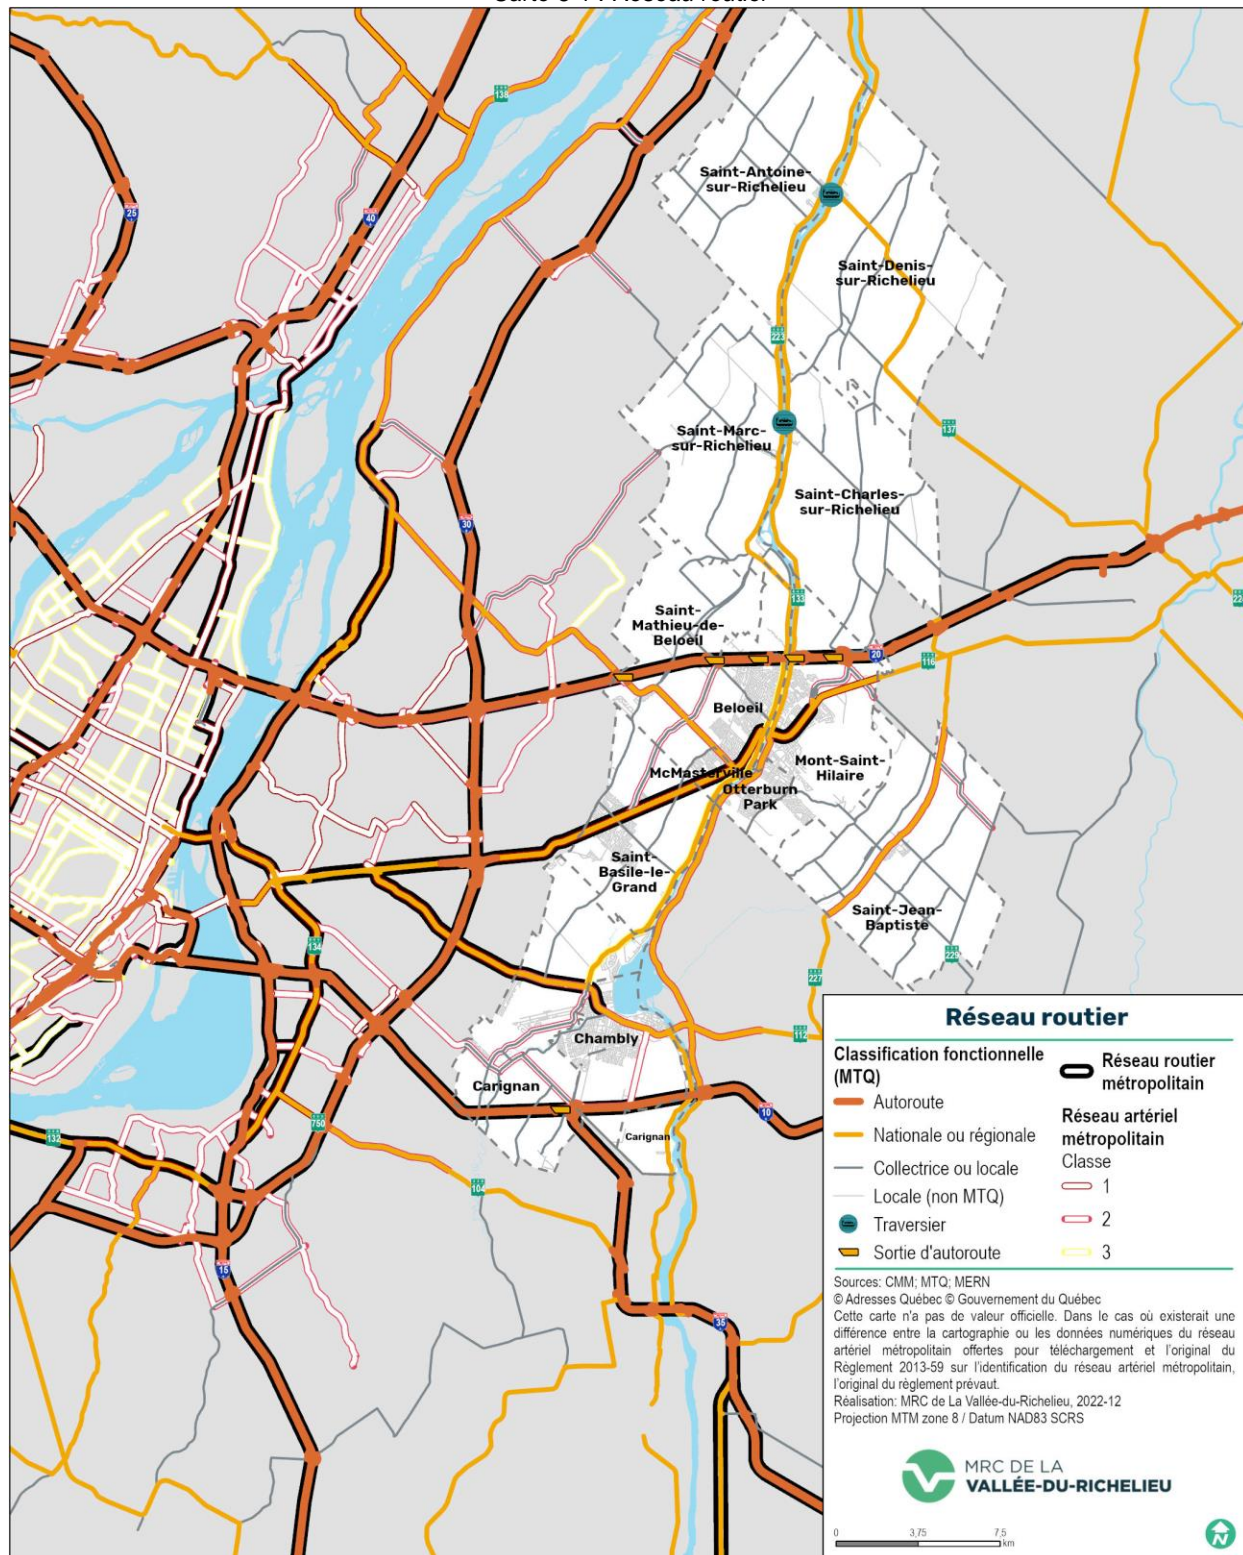 138
25
40
Saint-Antoine-
sur-Richelieu
Saint-Denis-
sur-Richelieu
223
Saint-Marc-
sur-Richelieu
137
Saint-Charles-
sur-Richelieu
30
133
Saint-
Mathieu-de-
Beloeil
20
116
Beloeil
McMasterville
Mont-Saint-
Hilaire
Otterburn
Park
Saint-
Basile-le-
Grand
Saint-Jean-
Baptiste
134
229
227
112
Chambly
Carignan
10
Carignan
132
104
15
35
Réseau routier
Classification fonctionnelle
(MTQ)
Autoroute
Nationale ou régionale
Collectrice ou locale
Locale (non MTQ)
Traversier
Sortie d'autoroute
Réseau routier
métropolitain
Réseau artériel
métropolitain
Classe
1
2
3
Sources: CMM; MTQ; MERN
© Adresses Québec © Gouvernement du Québec
Cette carte n'a pas de valeur officielle. Dans le cas où existerait une
différence entre la cartographie ou les données numériques du réseau
artériel métropolitain offertes pour téléchargement et l'original du
Règlement 2013-59 sur l'identification du réseau artériel métropolitain,
l'original du règlement prévaut.
Réalisation: MRC de La Vallée-du-Richelieu, 2022-12
Projection MTM zone 8 / Datum NAD83 SCRS
MRC DE LA
VALLÉE-DU-RICHELIEU
0 3,75 7,5
km
N